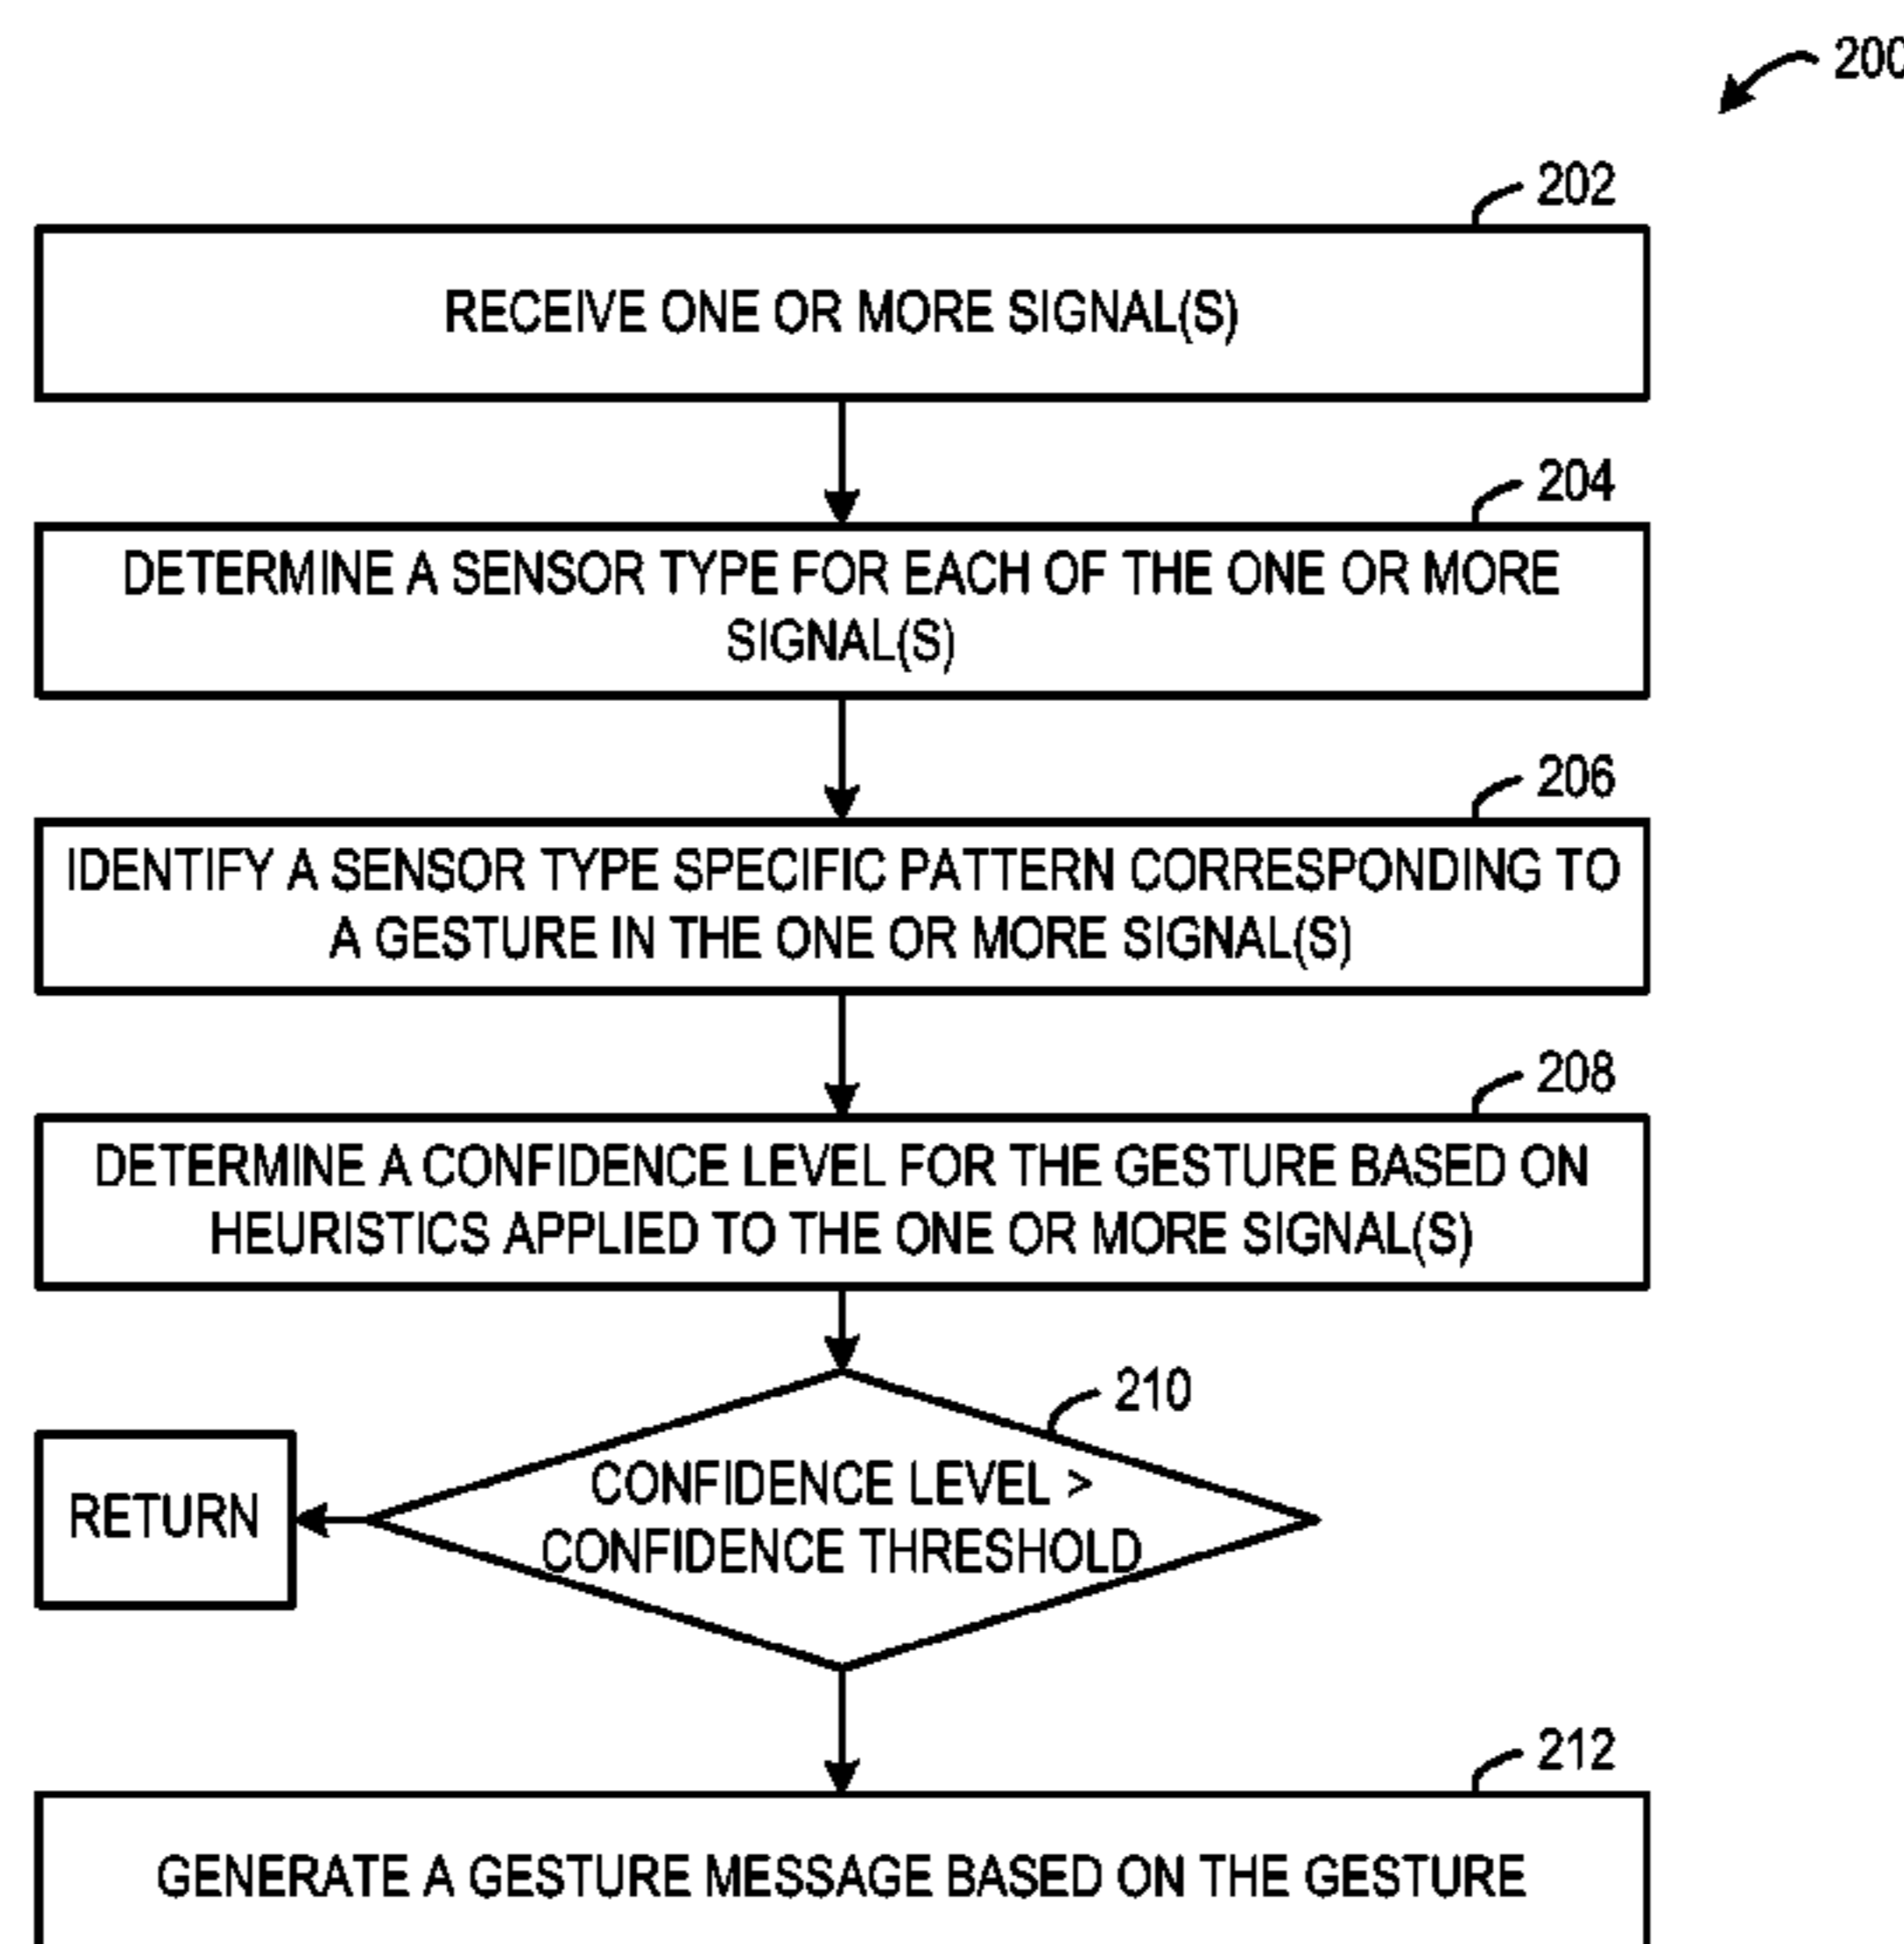 200
202
RECEIVE ONE OR MORE SIGNAL(S)
204
DETERMINE A SENSOR TYPE FOR EACH OF THE ONE OR MORE
SIGNAL(S)
206
IDENTIFY A SENSOR TYPE SPECIFIC PATTERN CORRESPONDING TO
A GESTURE IN THE ONE OR MORE SIGNAL(S)
208
DETERMINE A CONFIDENCE LEVEL FOR THE GESTURE BASED ON
HEURISTICS APPLIED TO THE ONE OR MORE SIGNAL(S)
210
CONFIDENCE LEVEL >
CONFIDENCE THRESHOLD
RETURN
212
GENERATE A GESTURE MESSAGE BASED ON THE GESTURE